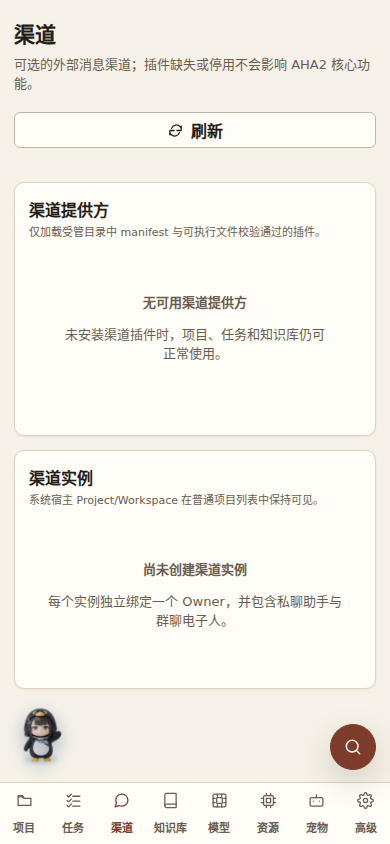 渠道
可选的外部消息渠道；插件缺失或停用不会影响 AHA2 核心功
能。
刷新
渠道提供方
仅加载受管目录中 manifest 与可执行文件校验通过的插件。
无可用渠道提供方
未安装渠道插件时，项目、任务和知识库仍可
正常使用。
渠道实例
系统宿主 Project/Workspace 在普通项目列表中保持可见。
尚未创建渠道实例
每个实例独立绑定一个 Owner，并包含私聊助手与
群聊电子人。
项目 任务 渠道 知识库 模型 资源 宠物 高级